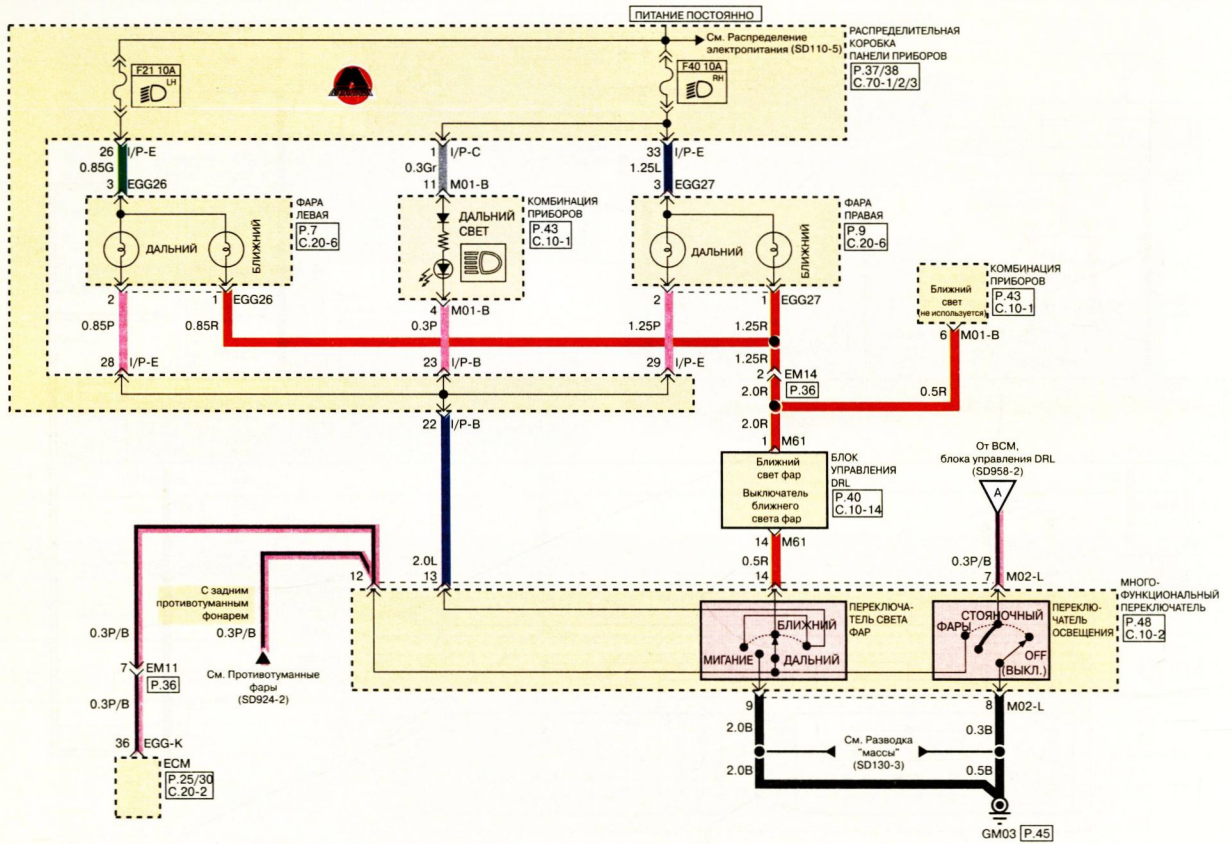 ПИТАНИЕ ПОСТОЯННО
См. Распределение
электропитания (SD110-5)
РАСПРЕДЕЛИТЕЛЬНАЯ
КОРОБКА
ПАНЕЛИ ПРИБОРОВ
P.37/38
C.70-1/2/3
F21 10A
LH
F40 10A
RH
26 I/P-E
0.85G
3 EGG26
1 I/P-C
0.3Gr
11 M01-B
33 I/P-E
1.25L
3 EGG27
ФАРА
ЛЕВАЯ
P.7
C.20-6
ДАЛЬНИЙ
БЛИЖНИЙ
КОМБИНАЦИЯ
ПРИБОРОВ
P.43
C.10-1
ДАЛЬНИЙ
СВЕТ
ФАРА
ПРАВАЯ
P.9
C.20-6
ДАЛЬНИЙ
БЛИЖНИЙ
КОМБИНАЦИЯ
ПРИБОРОВ
P.43
C.10-1
Ближний
свет
(не используется)
6 M01-B
2
1 EGG26
4 M01-B
2
1 EGG27
0.85P
0.85R
0.3P
1.25P
1.25R
28 I/P-E
23 I/P-B
29 I/P-E
1.25R
2 EM14
P.36
2.0R
0.5R
2.0R
22 I/P-B
1 M61
Ближний
свет фар
Выключатель
ближнего
света фар
БЛОК
УПРАВЛЕНИЯ
DRL
P.40
C.10-14
От BCM,
блока управления DRL
(SD958-2)
A
14 M61
0.5R
14
2.0L
12
13
0.3P/B
7 M02-L
С задним
противотуманным
фонарем
0.3P/B
0.3P/B
См. Противотуманные
фары
(SD924-2)
7 EM11
P.36
0.3P/B
36 EGG-K
ECM
P.25/30
C.20-2
БЛИЖНИЙ
МИГАНИЕ
ДАЛЬНИЙ
ПЕРЕКЛЮЧА-
ТЕЛЬ СВЕТА
ФАР
СТОЯНОЧНЫЙ
ФАРЫ
OFF
(ВЫКЛ.)
ПЕРЕКЛЮ-
ЧАТЕЛЬ
ОСВЕЩЕНИЯ
МНОГО-
ФУНКЦИОНАЛЬНЫЙ
ПЕРЕКЛЮЧАТЕЛЬ
P.48
C.10-2
9
8 M02-L
2.0B
0.3B
См. Разводка
"массы"
(SD130-3)
2.0B
0.5B
GM03 P.45